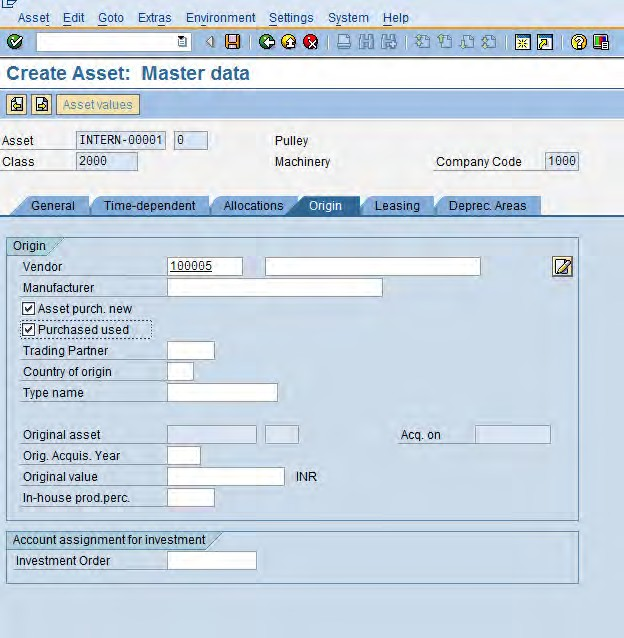 Asset Edit Goto Extras Environment Settings System Help
Create Asset: Master data
Asset values
Asset INTERN-00001 0 Pulley
Class 2000 Machinery Company Code 1000
General Time-dependent Allocations Origin Leasing Deprec. Areas
Origin
Vendor 100005
Manufacturer
Asset purch. new
Purchased used
Trading Partner
Country of origin
Type name
Original asset Acq. on
Orig. Acquis. Year
Original value INR
In-house prod.perc.
Account assignment for investment
Investment Order